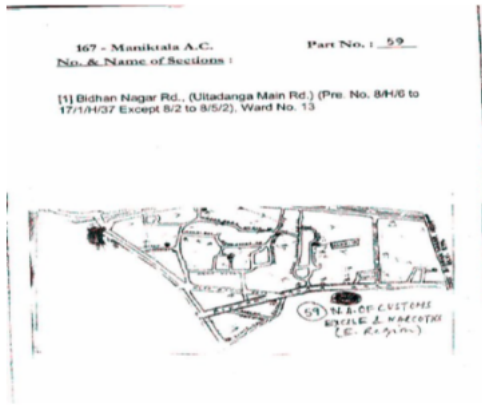 167 - Maniktala A.C.
Part No. : 59
No. & Name of Sections :
[1] Bidhan Nagar Rd., (Ultadanga Main Rd.) (Pre. No. 8/H/6 to
17/1/H/37 Except 8/2 to 8/5/2), Ward No. 13
59 N.A. OF CUSTOMS
EXCISE & NARCOTICS
(E. Region)